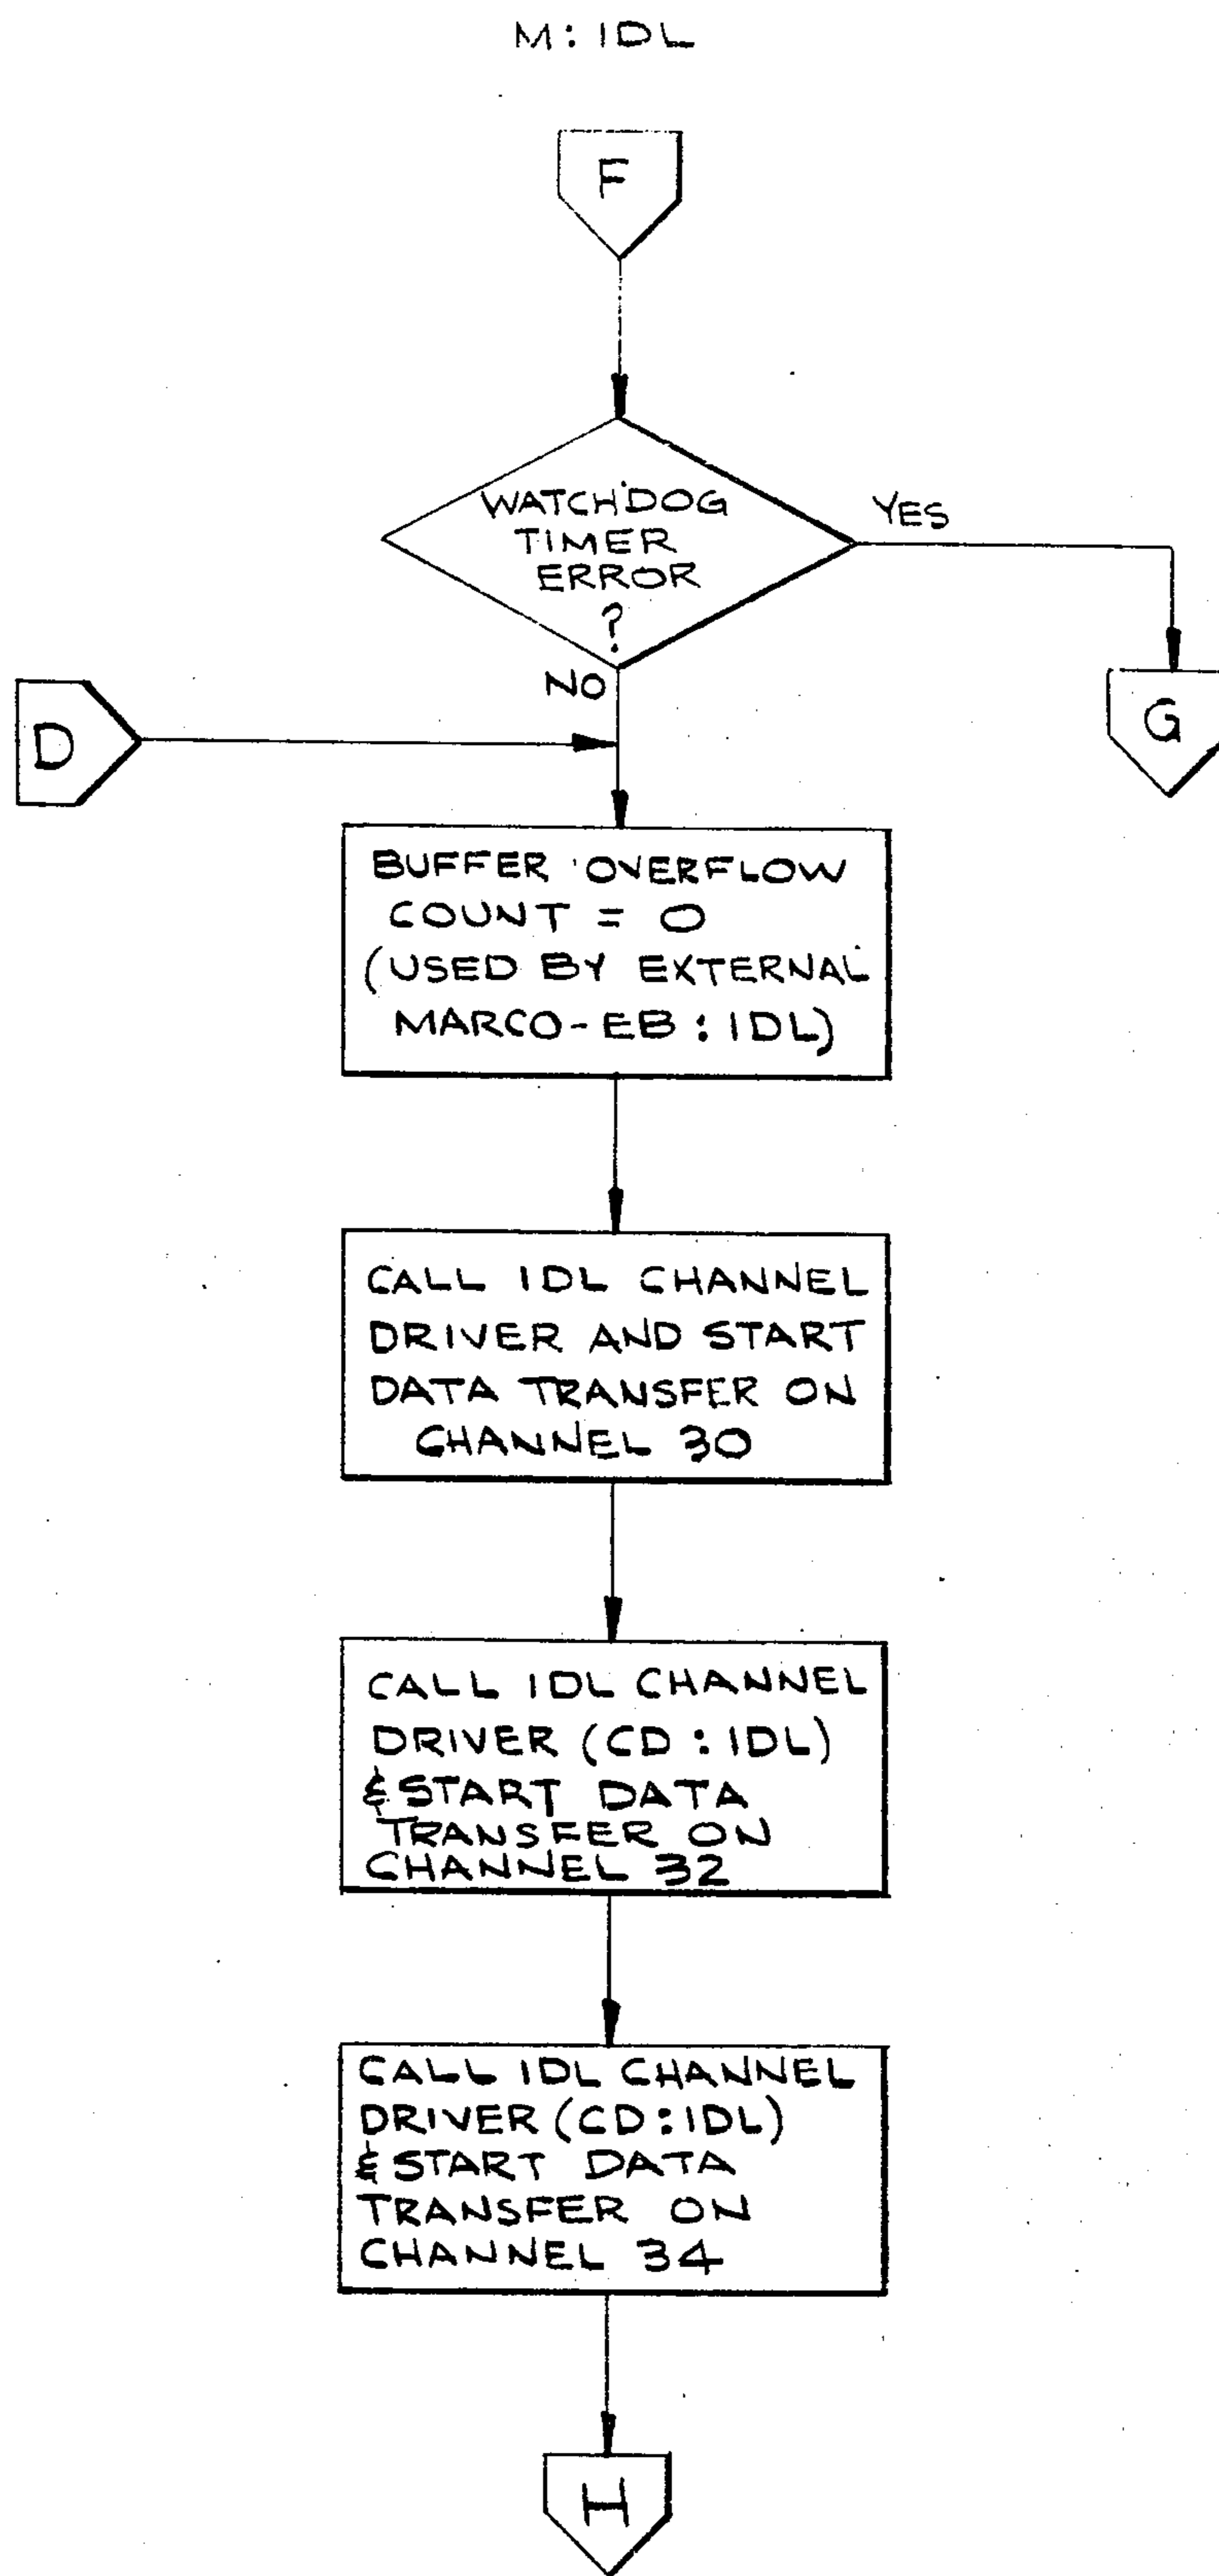 M: IDL
F
WATCHDOG
TIMER
ERROR
?
YES
NO
D
G
BUFFER OVERFLOW
COUNT = 0
(USED BY EXTERNAL
MARCO-EB: IDL)
CALL IDL CHANNEL
DRIVER AND START
DATA TRANSFER ON
CHANNEL 30
CALL IDL CHANNEL
DRIVER (CD: IDL)
& START DATA
TRANSFER ON
CHANNEL 32
CALL IDL CHANNEL
DRIVER (CD:IDL)
& START DATA
TRANSFER ON
CHANNEL 34
H